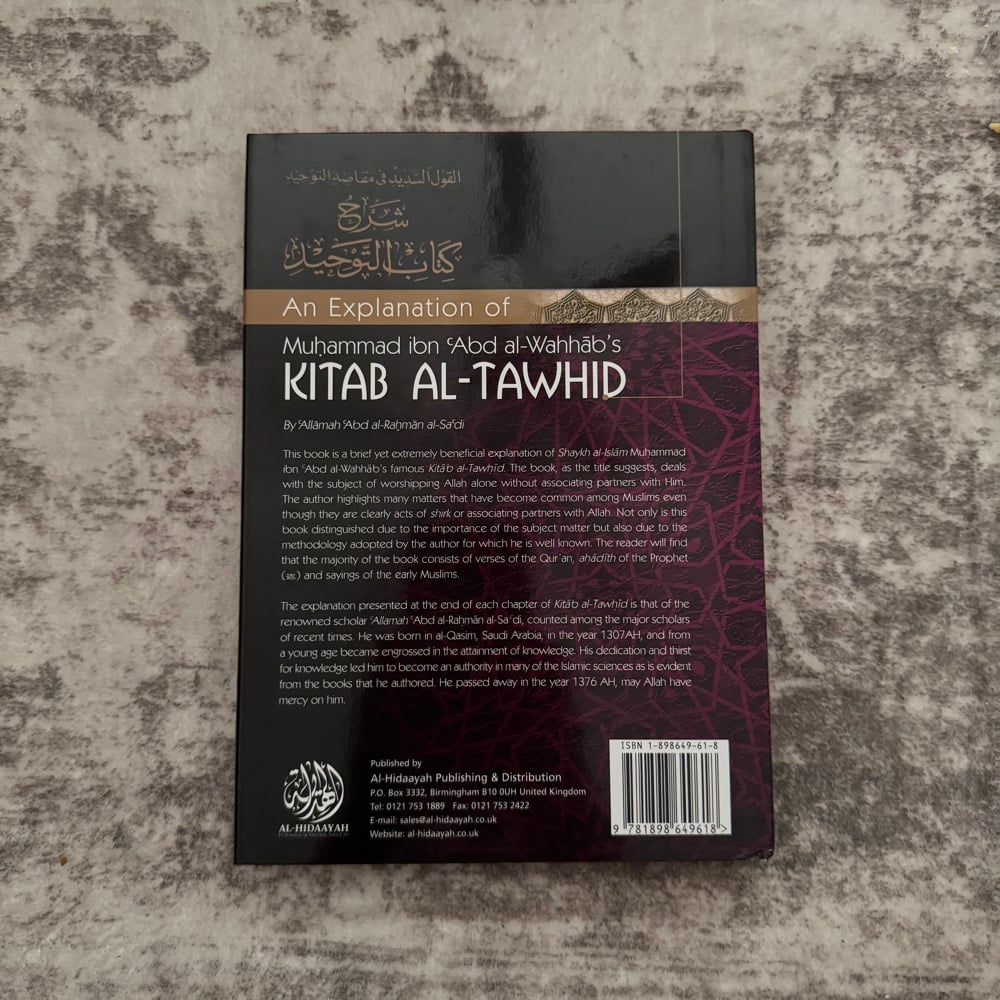 القول السديد في مقاصد التوحيد
شرح
كتاب التوحيد
An Explanation of
Muḥammad ibn ʿAbd al-Wahhāb's
KITAB AL-TAWHID
By ʿAllāmah ʿAbd al-Raḥmān al-Saʿdi
This book is a brief yet extremely beneficial explanation of Shaykh al-Islām Muḥammad
ibn ʿAbd al-Wahhāb's famous Kitāb al-Tawḥīd. The book, as the title suggests, deals
with the subject of worshipping Allah alone without associating partners with Him.
The author highlights many matters that have become common among Muslims even
though they are clearly acts of shirk or associating partners with Allah. Not only is this
book distinguished due to the importance of the subject matter but also due to the
methodology adopted by the author for which he is well known. The reader will find
that the majority of the book consists of verses of the Qur'an, aḥādīth of the Prophet
(ﷺ) and sayings of the early Muslims.
The explanation presented at the end of each chapter of Kitāb al-Tawḥīd is that of the
renowned scholar ʿAllamah ʿAbd al-Raḥmān al-Saʿdi, counted among the major scholars
of recent times. He was born in al-Qasim, Saudi Arabia, in the year 1307AH, and from
a young age became engrossed in the attainment of knowledge. His dedication and thirst
for knowledge led him to become an authority in many of the Islamic sciences as is evident
from the books that he authored. He passed away in the year 1376 AH, may Allah have
mercy on him.
الهداية
AL-HIDAAYAH
Published by
Al-Hidaayah Publishing & Distribution
P.O. Box 3332, Birmingham B10 0UH United Kingdom
Tel: 0121 753 1889 Fax: 0121 753 2422
E-mail: sales@al-hidaayah.co.uk
Website: al-hidaayah.co.uk
ISBN 1-898649-61-8
9 781898 649618 >